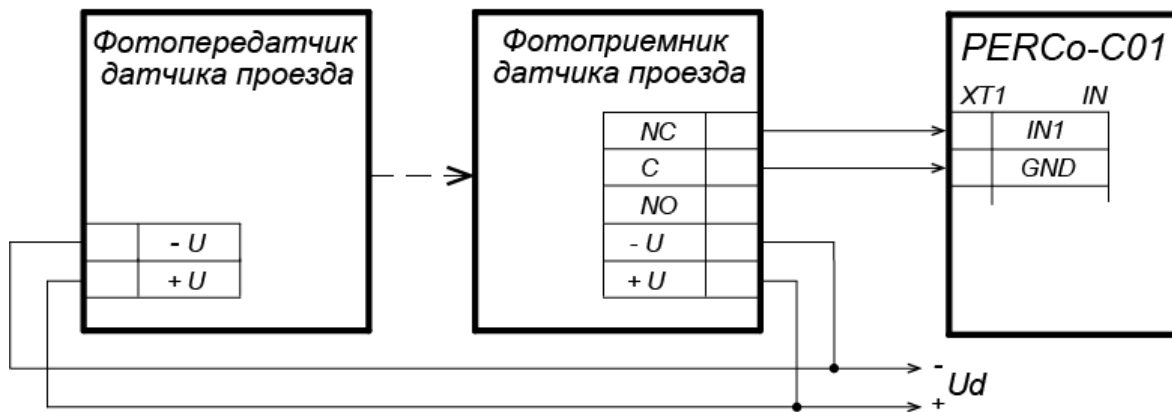 Фотопередатчик
датчика проезда
- U
+ U
Фотоприемник
датчика проезда
NC
C
NO
- U
+ U
PERCo-C01
XT1 IN
IN1
GND
-
Ud
+